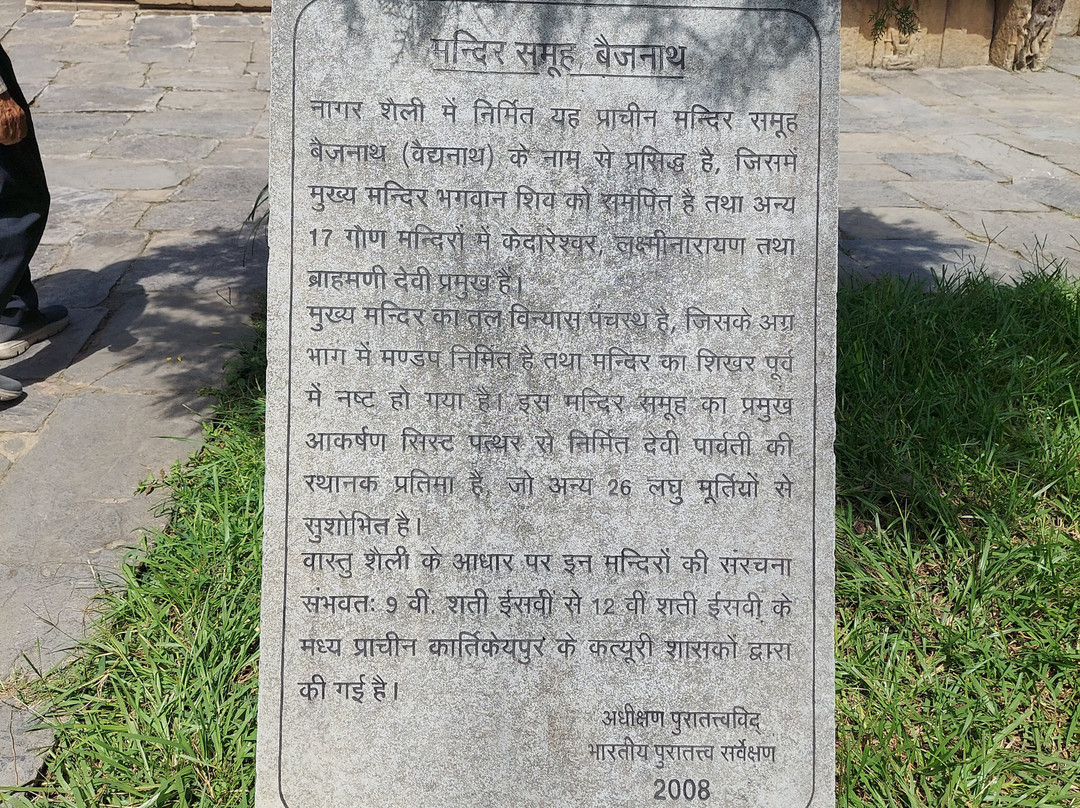 मन्दिर समूह, बैजनाथ
नागर शैली में निर्मित यह प्राचीन मन्दिर समूह
बैजनाथ (वैद्यनाथ) के नाम से प्रसिद्ध है, जिसमें
मुख्य मन्दिर भगवान शिव को समर्पित है तथा अन्य
17 गौण मन्दिरों में केदारेश्वर, लक्ष्मीनारायण तथा
ब्राहमणी देवी प्रमुख है।
मुख्य मन्दिर का तल विन्यास पंचरथ है, जिसके अग्र
भाग में मण्डप निर्मित है तथा मन्दिर का शिखर पूर्व
में नष्ट हो गया है। इस मन्दिर समूह का प्रमुख
आकर्षण सिस्ट पत्थर से निर्मित देवी पार्वती की
स्थानक प्रतिमा है, जो अन्य 26 लघु मूर्तियों से
सुशोभित है।
वास्तु शैली के आधार पर इन मन्दिरों की संरचना
संभवतः 9 वीं. शती ईसवीं से 12 वीं शती ईसवी के
मध्य प्राचीन कार्तिकेयपुर के कत्यूरी शासकों द्वारा
की गई है।
अधीक्षण पुरातत्त्वविद्
भारतीय पुरातत्त्व सर्वेक्षण
2008